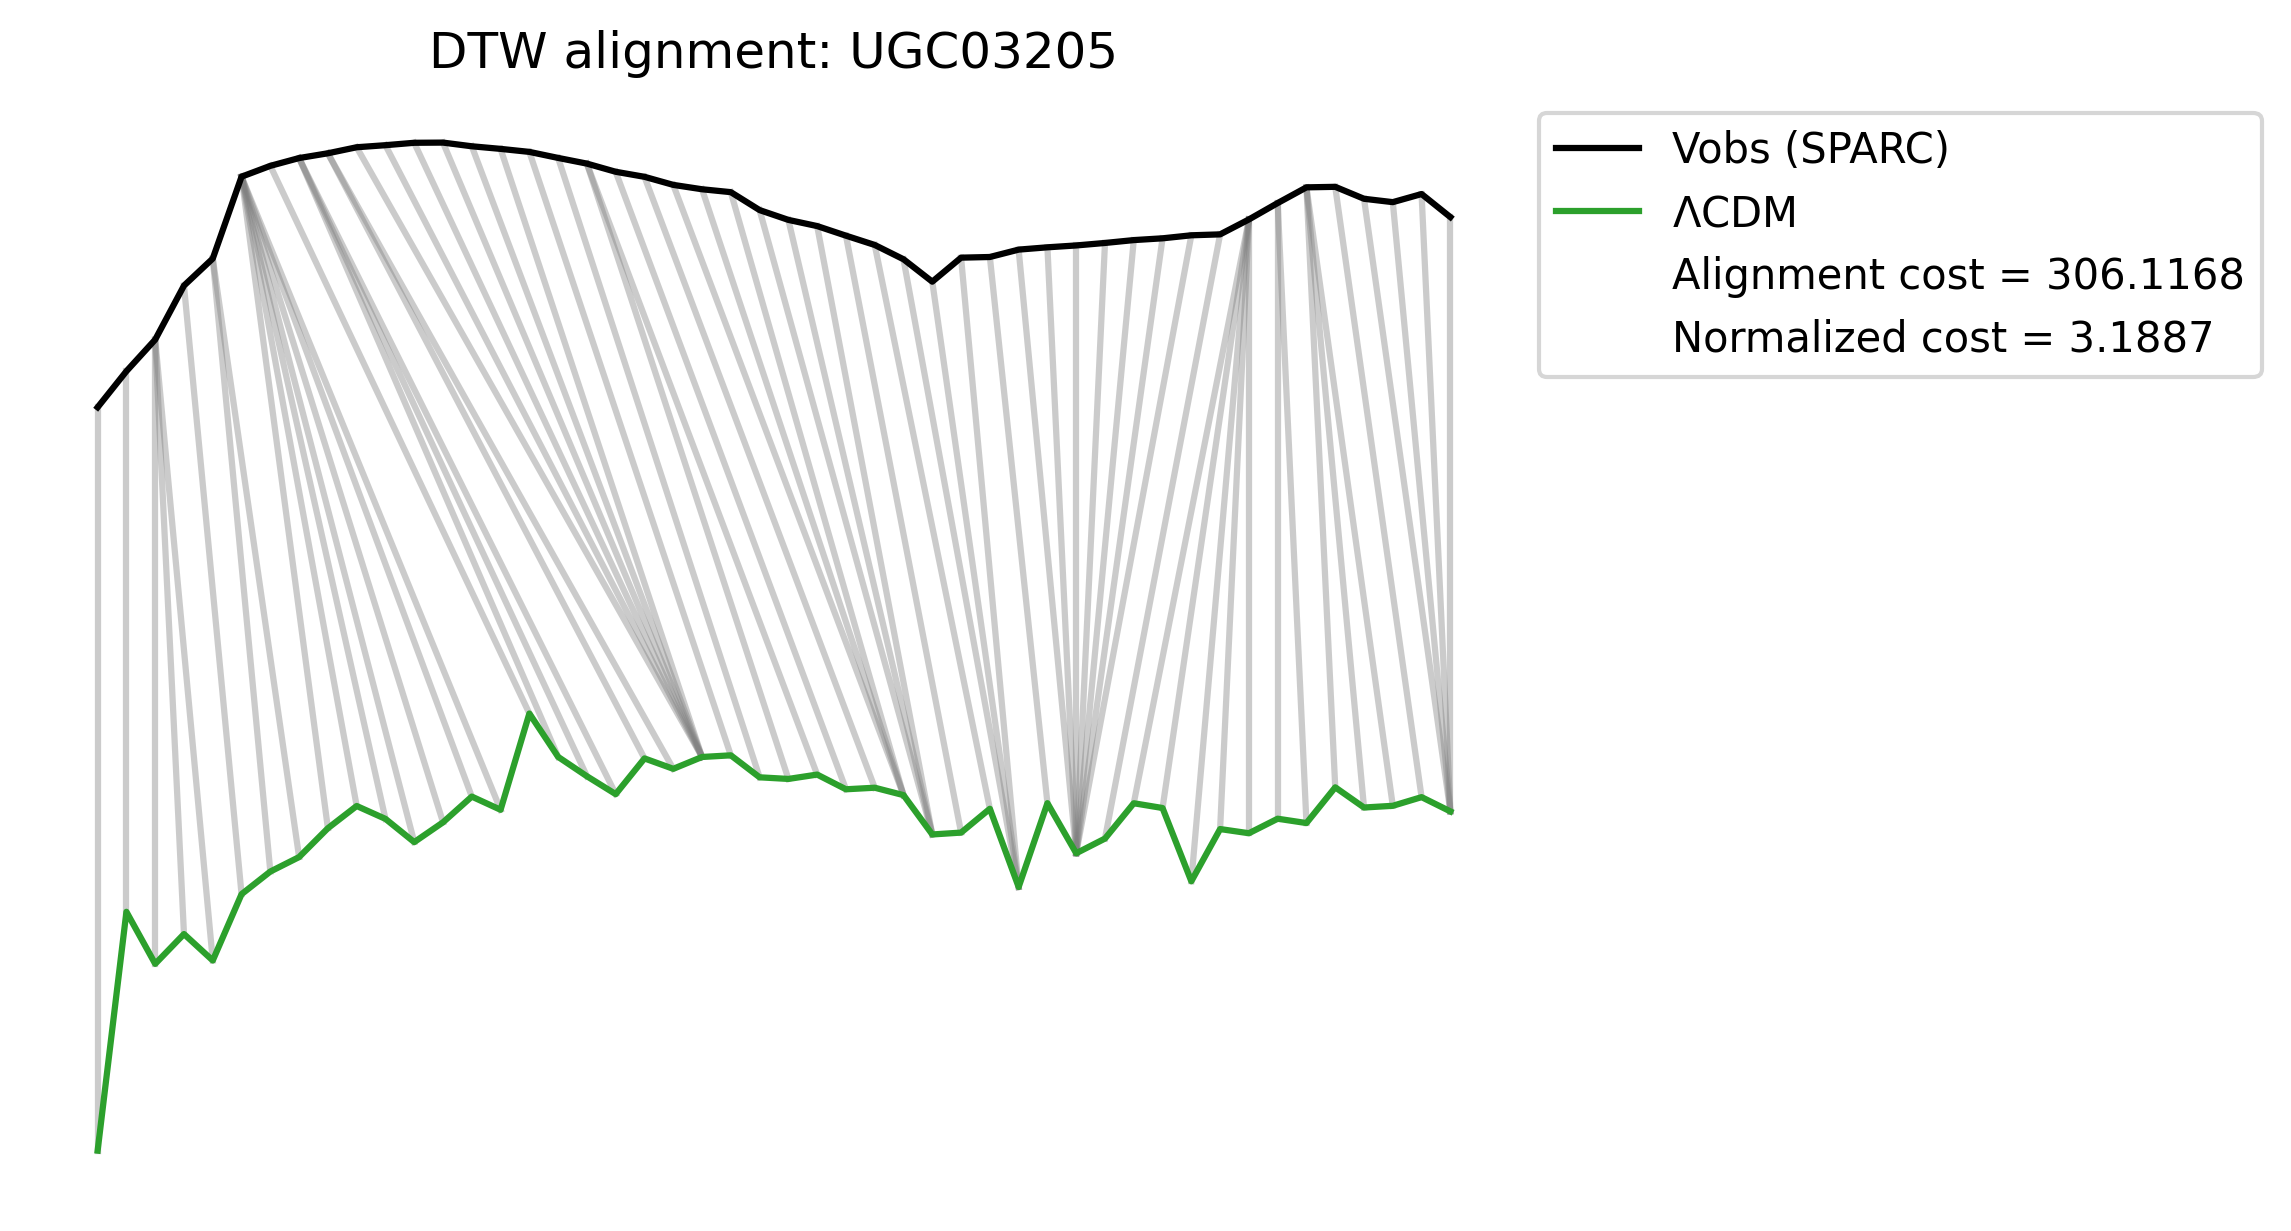 DTW alignment: UGC03205
Vobs (SPARC)
ΛCDM
Alignment cost = 306.1168
Normalized cost = 3.1887